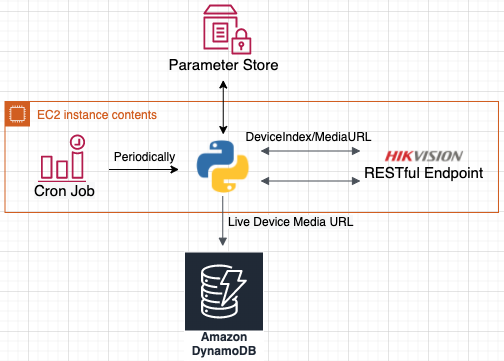 Parameter Store
EC2 instance contents
DeviceIndex/MediaURL
Periodically
HIKVISION
RESTful Endpoint
Cron Job
Live Device Media URL
Amazon
DynamoDB